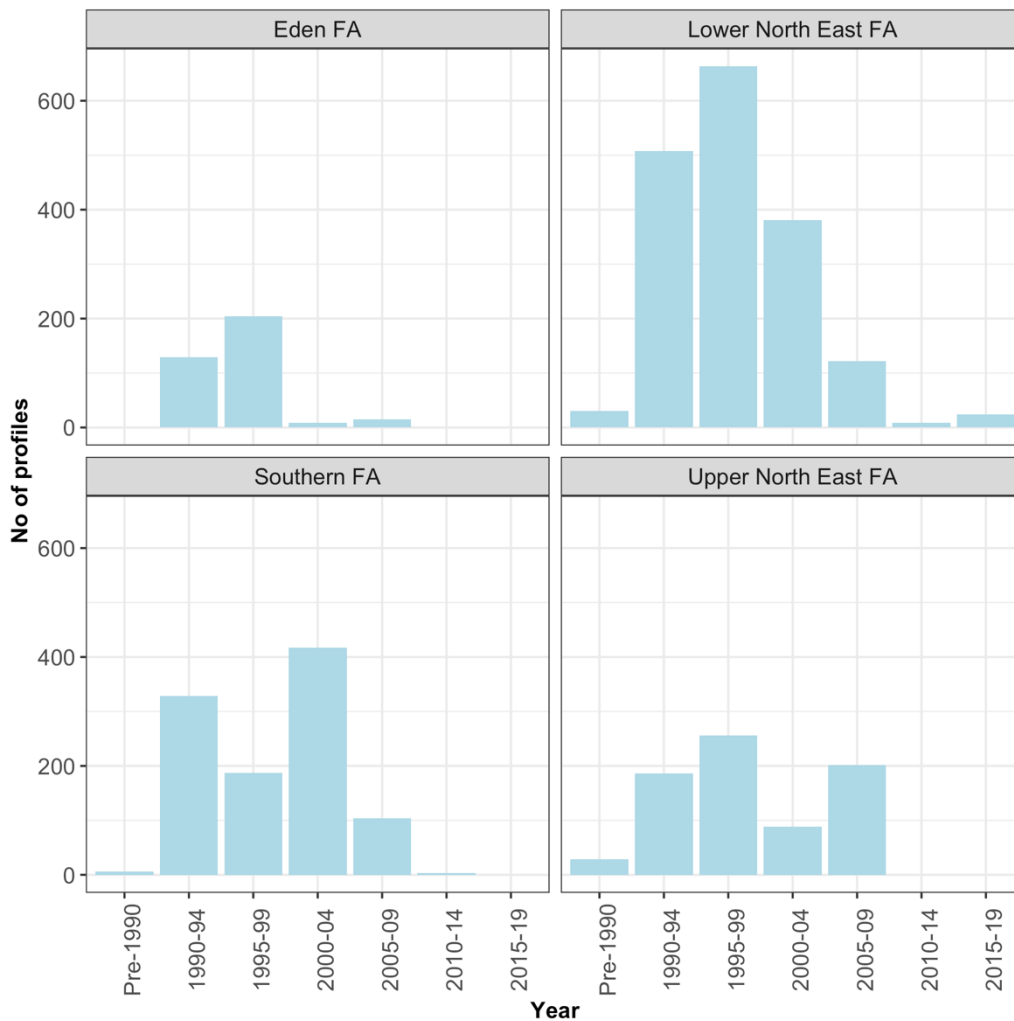 Eden FA
Lower North East FA
600
400
200
0
Southern FA
Upper North East FA
600
400
200
0
No of profiles
Pre-1990
1990-94
1995-99
2000-04
2005-09
2010-14
2015-19
Pre-1990
1990-94
1995-99
2000-04
2005-09
2010-14
2015-19
Year